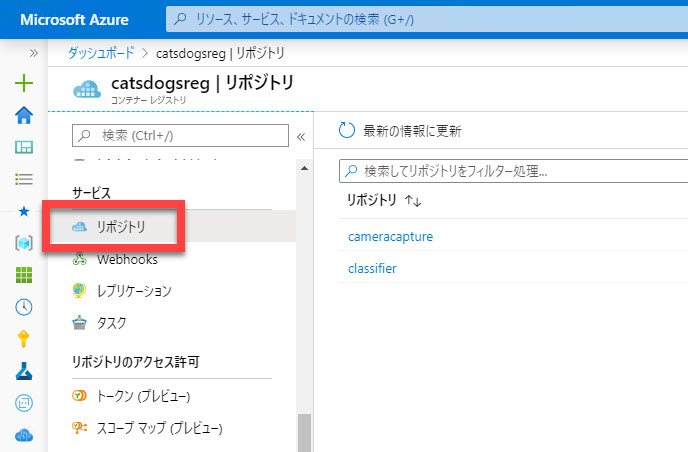 Microsoft Azure
リソース、サービス、ドキュメントの検索 (G+/)
ダッシュボード > catsdogsreg | リポジトリ
catsdogsreg | リポジトリ
コンテナー レジストリ
検索 (Ctrl+/)
最新の情報に更新
検索してリポジトリをフィルター処理...
サービス
リポジトリ ↑↓
リポジトリ
cameracapture
Webhooks
classifier
レプリケーション
タスク
リポジトリのアクセス許可
トークン (プレビュー)
スコープ マップ (プレビュー)